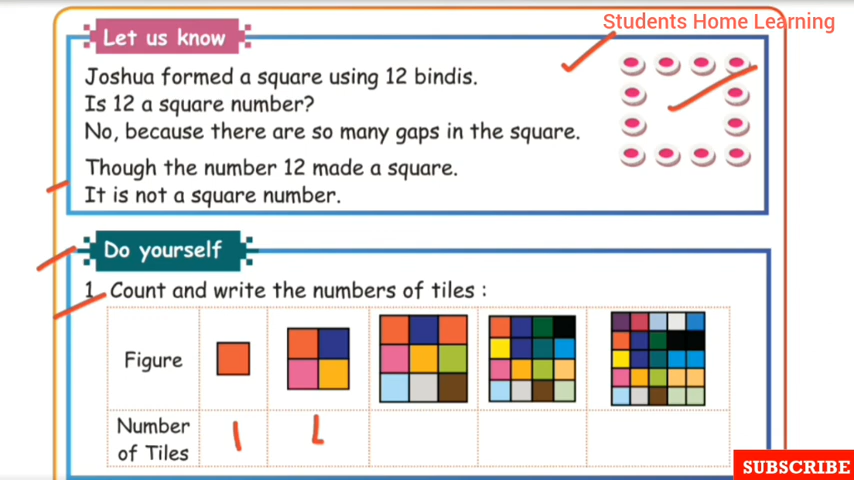 Students Home Learning
Let us know
Joshua formed a square using 12 bindis.
Is 12 a square number?
No, because there are so many gaps in the square.
Though the number 12 made a square.
It is not a square number.
Do yourself
1. Count and write the numbers of tiles :
Figure
Number
of Tiles
1
SUBSCRIBE